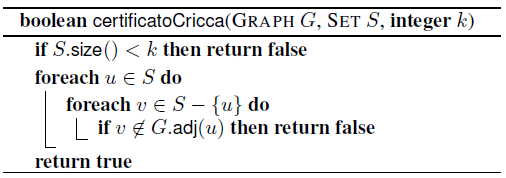 boolean certificatoCricca(GRAPH G, SET S, integer k)
if S.size() < k then return false
foreach u ∈ S do
foreach v ∈ S − {u} do
if v ∉ G.adj(u) then return false
return true